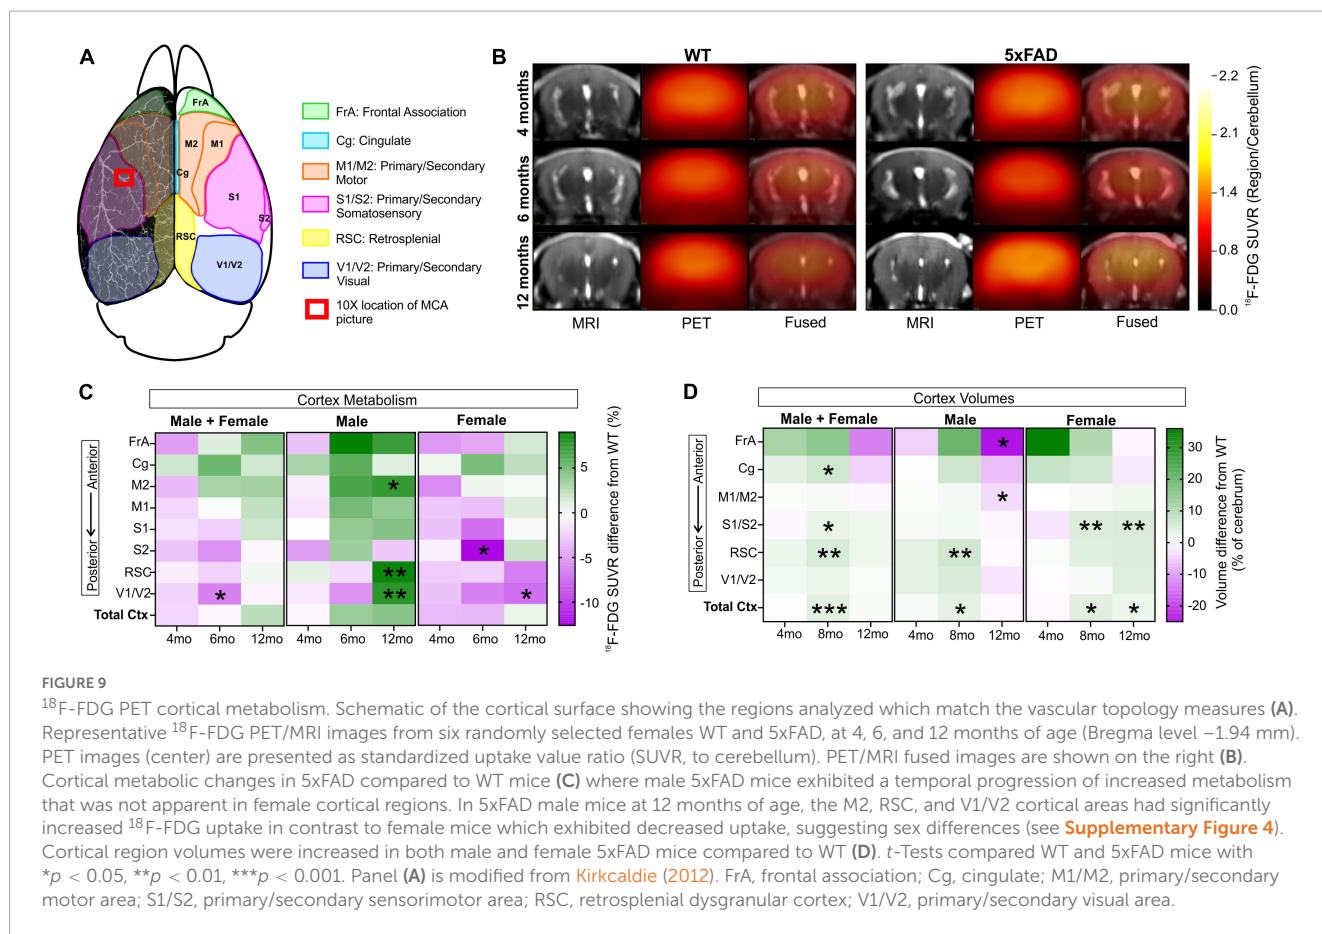 A
FrA
M2
M1
Cg
S1
S2
RSC
V1/V2
FrA: Frontal Association
Cg: Cingulate
M1/M2: Primary/Secondary
Motor
S1/S2: Primary/Secondary
Somatosensory
RSC: Retrosplenial
V1/V2: Primary/Secondary
Visual
10X location of MCA
picture
B
WT
5xFAD
4 months
6 months
12 months
MRI
PET
Fused
MRI
PET
Fused
2.2
2.1
1.4
0.8
0.0
¹⁸F-FDG SUVR (Region/Cerebellum)
C
Cortex Metabolism
Male + Female
Male
Female
Anterior
Posterior
FrA
Cg
M2
M1
S1
S2
RSC
V1/V2
Total Ctx
*
*
**
**
*
*
4mo
6mo
12mo
4mo
6mo
12mo
4mo
6mo
12mo
5
0
-5
-10
¹⁸F-FDG SUVR difference from WT (%)
D
Cortex Volumes
Male + Female
Male
Female
Anterior
Posterior
FrA
Cg
M1/M2
S1/S2
RSC
V1/V2
Total Ctx
*
*
*
*
**
**
**
**
***
*
*
*
4mo
8mo
12mo
4mo
8mo
12mo
4mo
8mo
12mo
30
20
10
0
-10
-20
Volume difference from WT
(% of cerebrum)
FIGURE 9
¹⁸F-FDG PET cortical metabolism. Schematic of the cortical surface showing the regions analyzed which match the vascular topology measures (A).
Representative ¹⁸F-FDG PET/MRI images from six randomly selected females WT and 5xFAD, at 4, 6, and 12 months of age (Bregma level −1.94 mm).
PET images (center) are presented as standardized uptake value ratio (SUVR, to cerebellum). PET/MRI fused images are shown on the right (B).
Cortical metabolic changes in 5xFAD compared to WT mice (C) where male 5xFAD mice exhibited a temporal progression of increased metabolism
that was not apparent in female cortical regions. In 5xFAD male mice at 12 months of age, the M2, RSC, and V1/V2 cortical areas had significantly
increased ¹⁸F-FDG uptake in contrast to female mice which exhibited decreased uptake, suggesting sex differences (see Supplementary Figure 4).
Cortical region volumes were increased in both male and female 5xFAD mice compared to WT (D). t-Tests compared WT and 5xFAD mice with
*p < 0.05, **p < 0.01, ***p < 0.001. Panel (A) is modified from Kirkcaldie (2012). FrA, frontal association; Cg, cingulate; M1/M2, primary/secondary
motor area; S1/S2, primary/secondary sensorimotor area; RSC, retrosplenial dysgranular cortex; V1/V2, primary/secondary visual area.